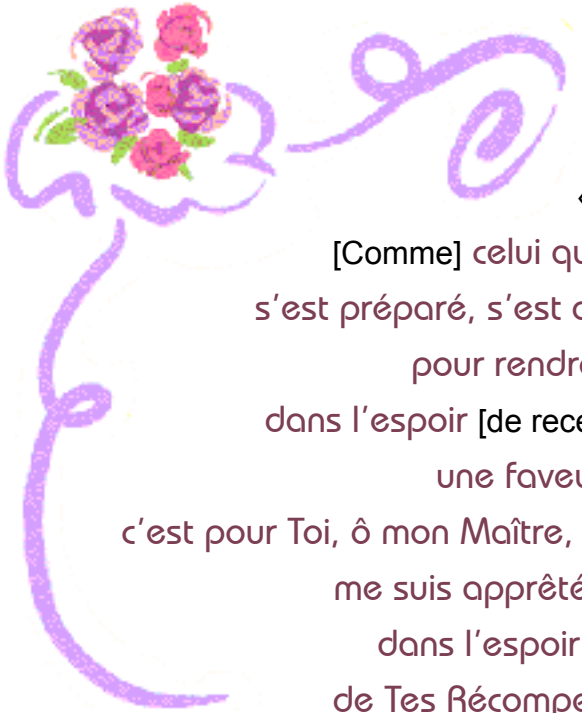 «
[Comme] celui qu
s’est préparé, s’est a
pour rendre
dans l’espoir [de rece
une faveu
c’est pour Toi, ô mon Maître,
me suis apprêté
dans l’espoir
de Tes Récompe